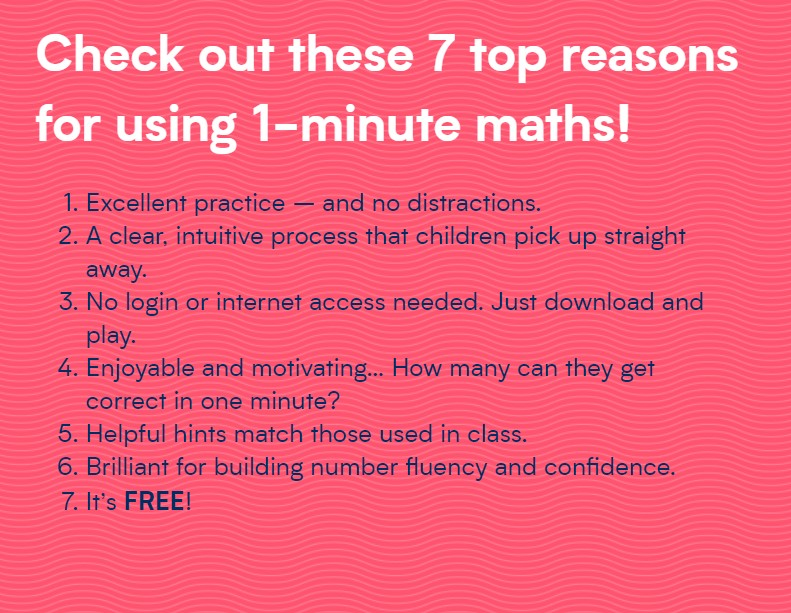 Check out these 7 top reasons
for using 1-minute maths!
1. Excellent practice — and no distractions.
2. A clear, intuitive process that children pick up straight
away.
3. No login or internet access needed. Just download and
play.
4. Enjoyable and motivating... How many can they get
correct in one minute?
5. Helpful hints match those used in class.
6. Brilliant for building number fluency and confidence.
7. It’s FREE!